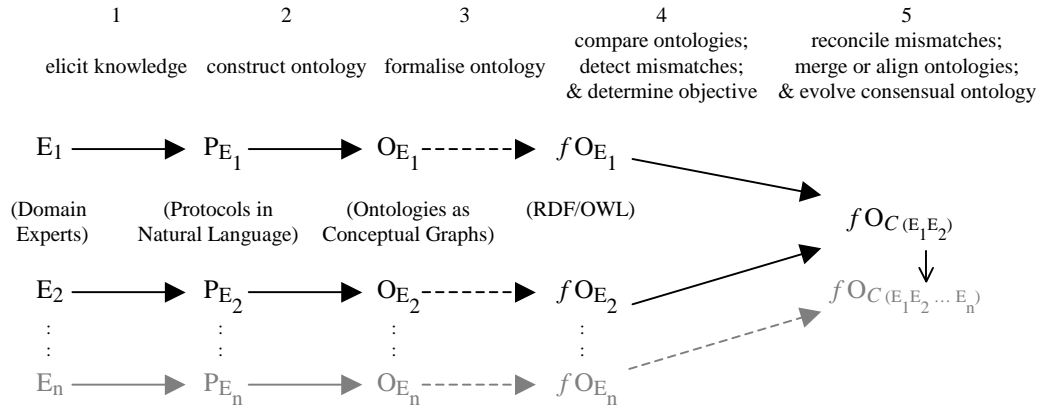 1 2 3 4 5
elicit knowledge construct ontology formalise ontology compare ontologies; detect mismatches; & determine objective reconcile mismatches; merge or align ontologies; & evolve consensual ontology
E1 PE1 OE1 fOE1
(Domain Experts) (Protocols in Natural Language) (Ontologies as Conceptual Graphs) (RDF/OWL)
fOC (E1E2)
E2 PE2 OE2 fOE2
fOC (E1E2 ... En)
: : : :
: : : :
En PEn OEn fOEn